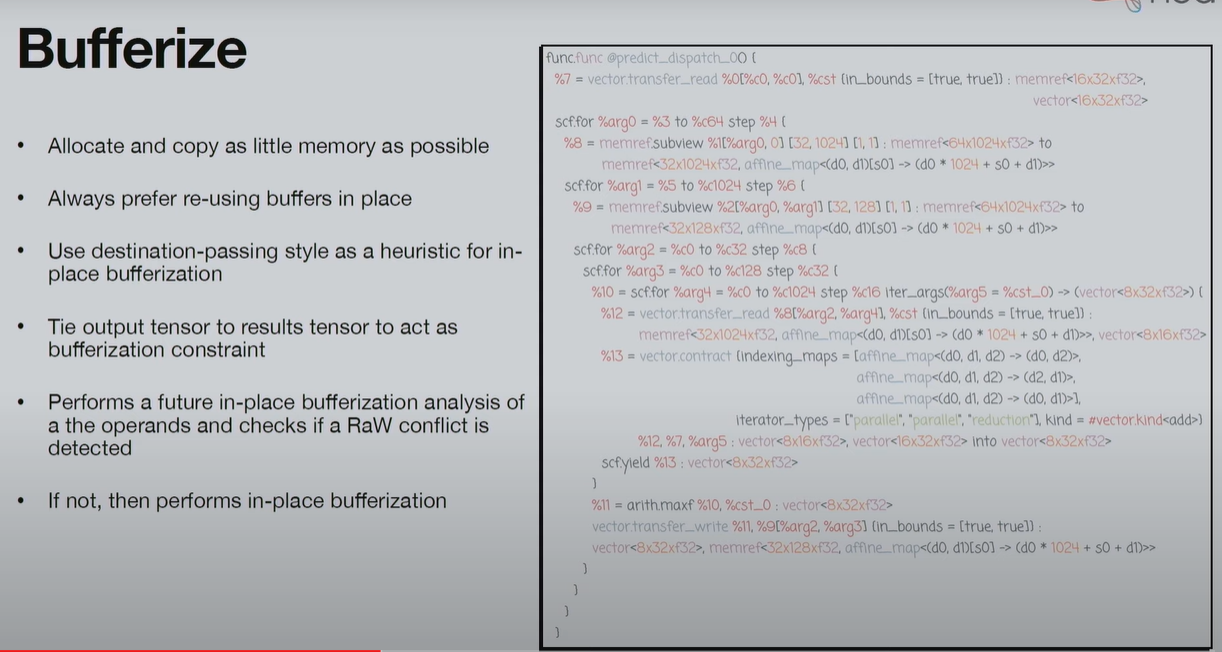 Bufferize
• Allocate and copy as little memory as possible
• Always prefer re-using buffers in place
• Use destination-passing style as a heuristic for in-
place bufferization
• Tie output tensor to results tensor to act as
bufferization constraint
• Performs a future in-place bufferization analysis of
a the operands and checks if a RaW conflict is
detected
• If not, then performs in-place bufferization
func.func @predict_dispatch_0() {
%7 = vector.transfer_read %0[%c0, %c0], %cst {in_bounds = [true, true]} : memref<16x32xf32>,
vector<16x32xf32>
scf.for %arg0 = %3 to %c64 step %4 {
%8 = memref.subview %1[%arg0, 0] [32, 1024] [1, 1] : memref<64x1024xf32> to
memref<32x1024xf32, affine_map<(d0, d1)[s0] -> (d0 * 1024 + s0 + d1)>>
scf.for %arg1 = %5 to %c1024 step %6 {
%9 = memref.subview %2[%arg0, %arg1] [32, 128] [1, 1] : memref<64x1024xf32> to
memref<32x128xf32, affine_map<(d0, d1)[s0] -> (d0 * 1024 + s0 + d1)>>
scf.for %arg2 = %c0 to %c32 step %c8 {
scf.for %arg3 = %c0 to %c128 step %c32 {
%10 = scf.for %arg4 = %c0 to %c1024 step %c16 iter_args(%arg5 = %cst_0) -> (vector<8x32xf32>) {
%12 = vector.transfer_read %8[%arg2, %arg4], %cst {in_bounds = [true, true]} :
memref<32x1024xf32, affine_map<(d0, d1)[s0] -> (d0 * 1024 + s0 + d1)>>, vector<8x16xf32>
%13 = vector.contract {indexing_maps = [affine_map<(d0, d1, d2) -> (d0, d2)>,
affine_map<(d0, d1, d2) -> (d2, d1)>,
affine_map<(d0, d1, d2) -> (d0, d1)>],
iterator_types = ["parallel", "parallel", "reduction"], kind = #vector.kind<add>}
%12, %7, %arg5 : vector<8x16xf32>, vector<16x32xf32> into vector<8x32xf32>
scf.yield %13 : vector<8x32xf32>
}
%11 = arith.maxf %10, %cst_0 : vector<8x32xf32>
vector.transfer_write %11, %9[%arg2, %arg3] {in_bounds = [true, true]} :
vector<8x32xf32>, memref<32x128xf32, affine_map<(d0, d1)[s0] -> (d0 * 1024 + s0 + d1)>>
}
}
}
}